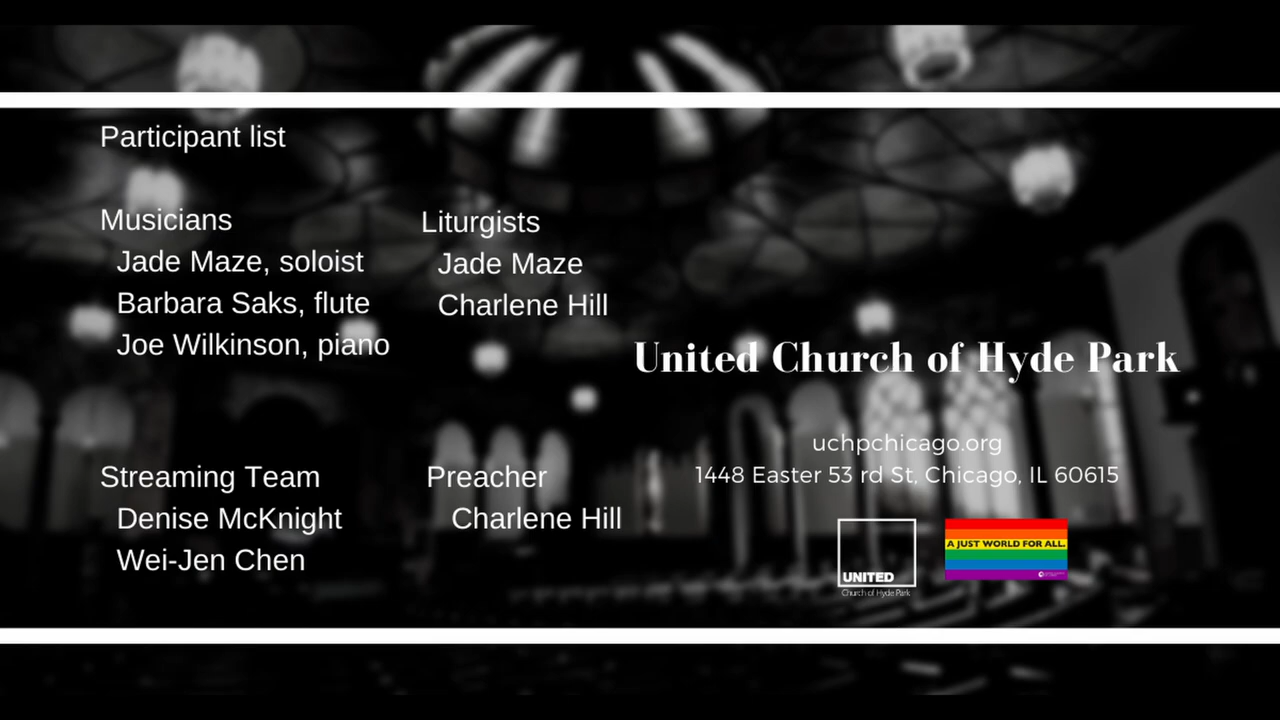 Participant list
Musicians
Jade Maze, soloist
Barbara Saks, flute
Joe Wilkinson, piano
Liturgists
Jade Maze
Charlene Hill
Streaming Team
Denise McKnight
Wei-Jen Chen
Preacher
Charlene Hill
United Church of Hyde Park
uchpchicago.org
1448 Easter 53 rd St, Chicago, IL 60615
UNITED
Church of Hyde Park
A JUST WORLD FOR ALL.